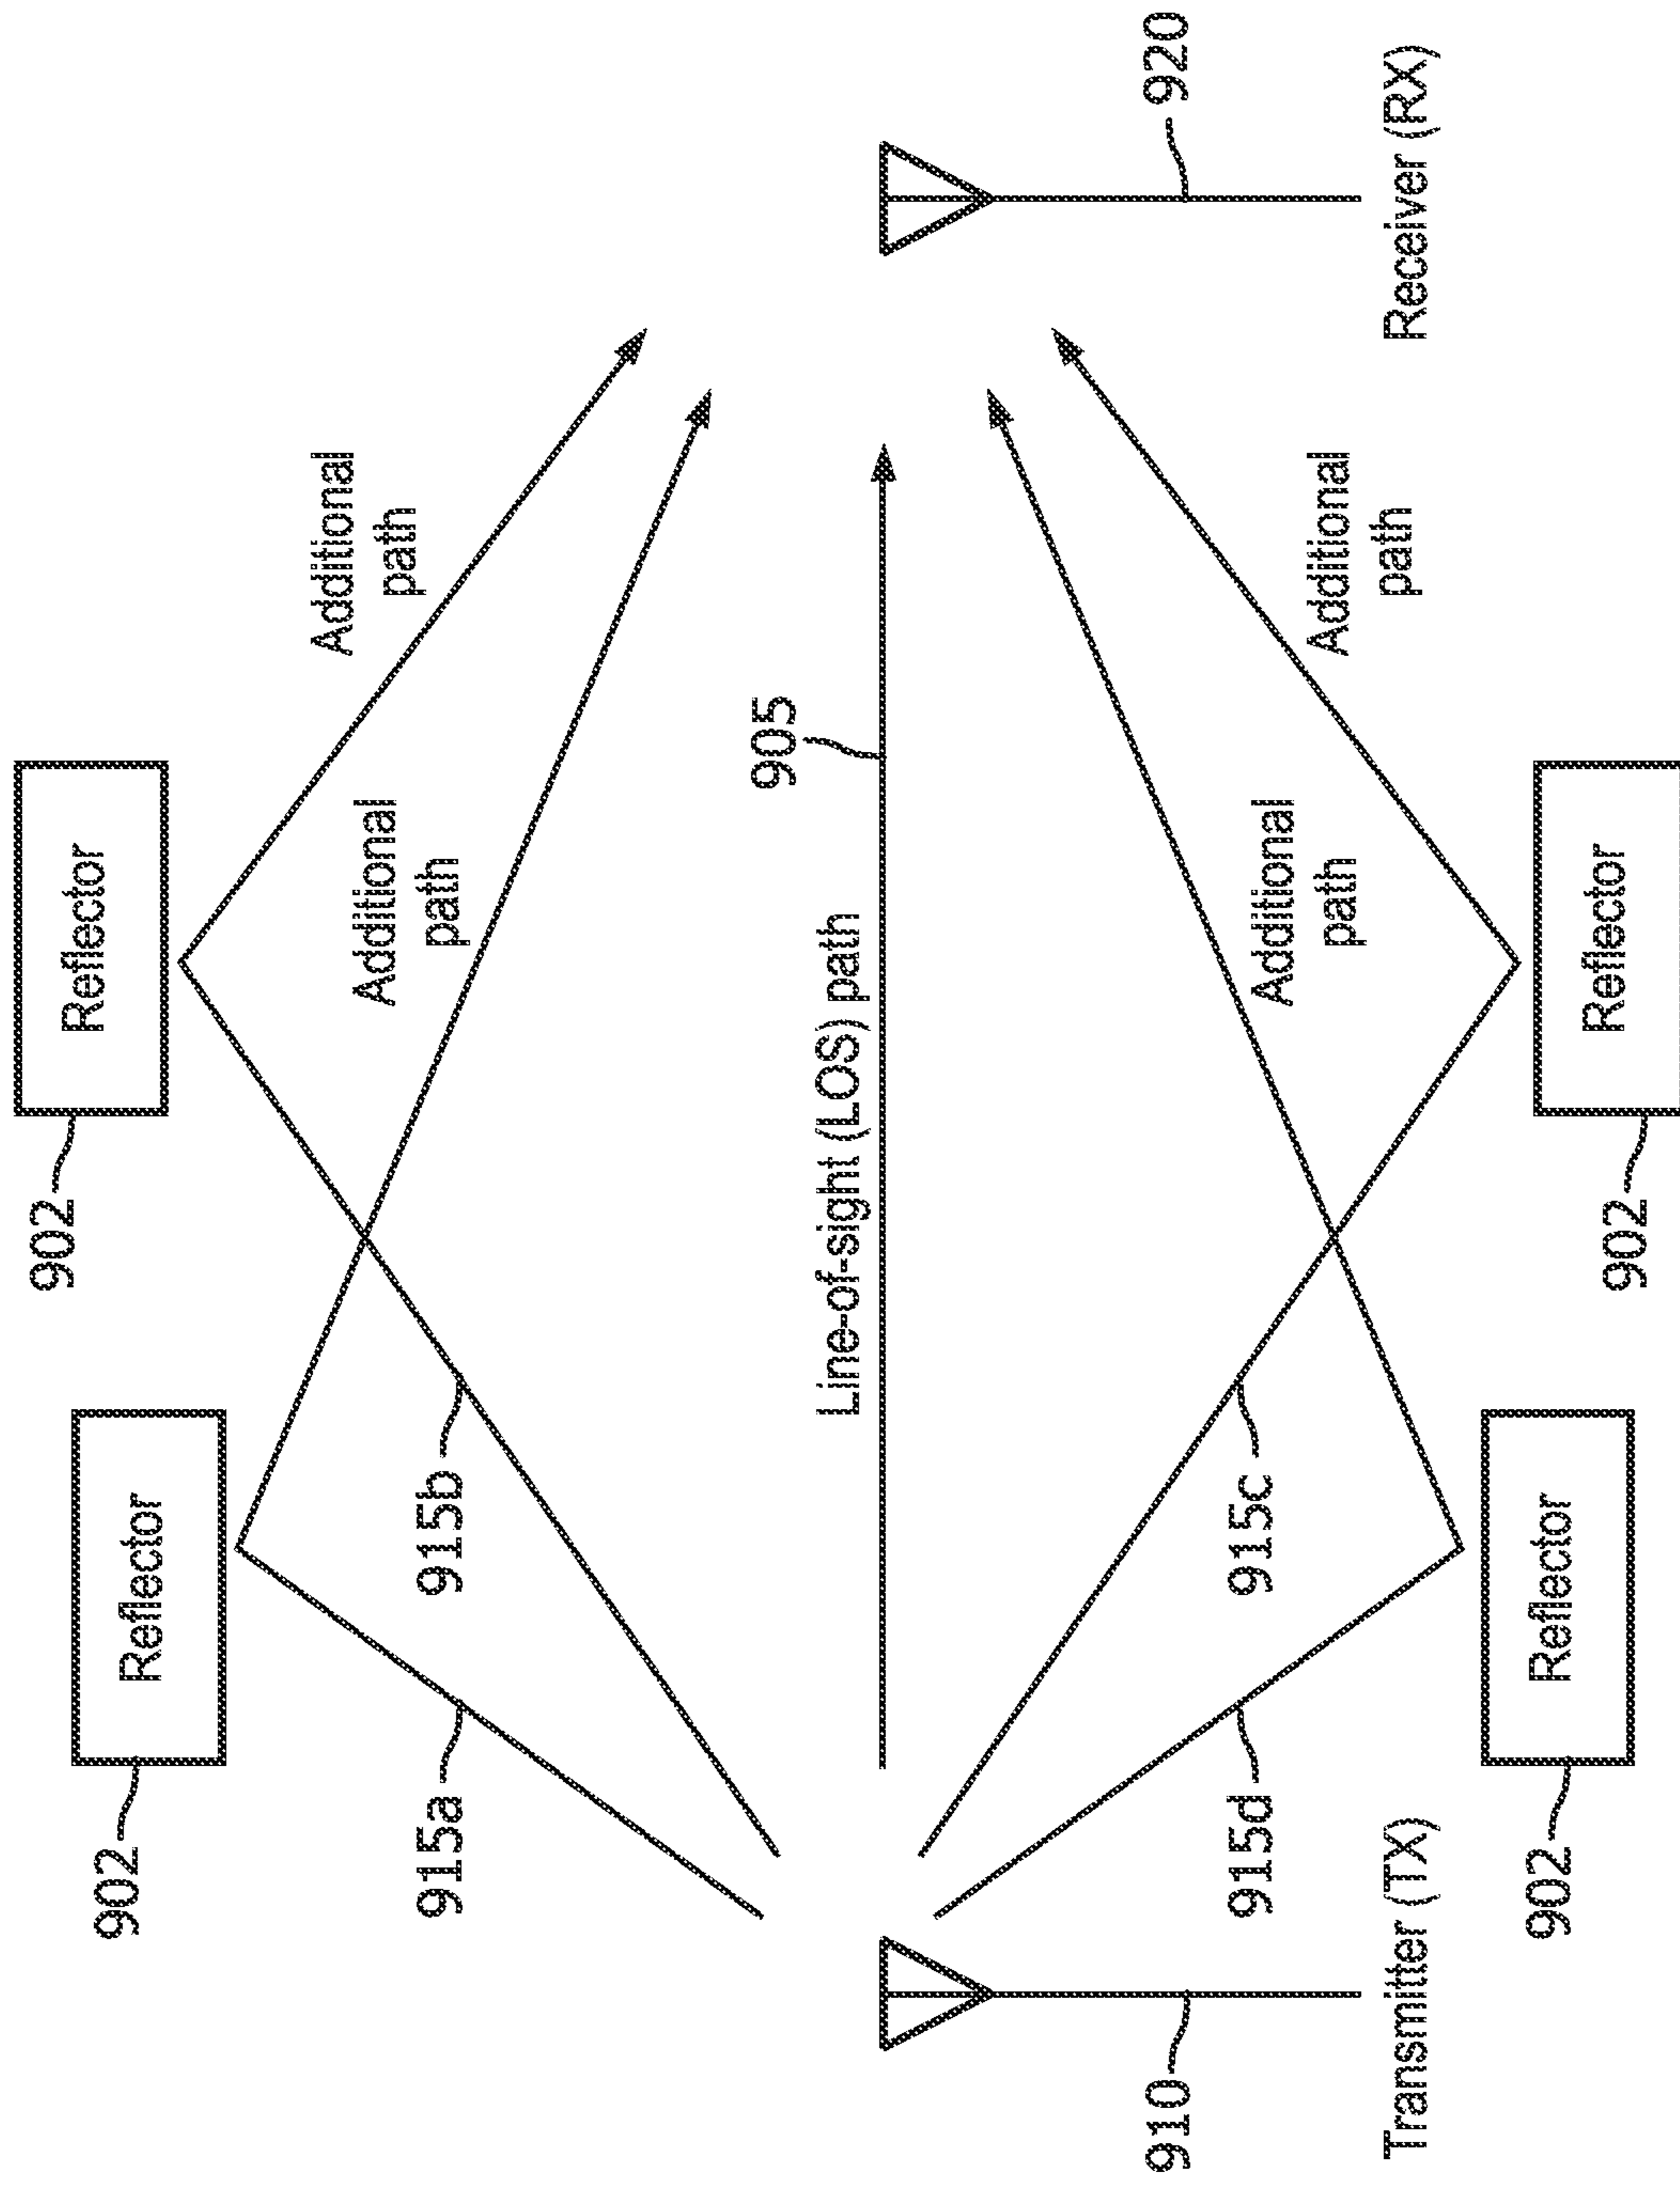 902
Reflector
902
Reflector
915a
915b
Additional
path
Additional
path
Line-of-sight (LOS) path
905
910
Transmitter (TX)
920
Receiver (RX)
915d
915c
Additional
path
Additional
path
902
Reflector
902
Reflector